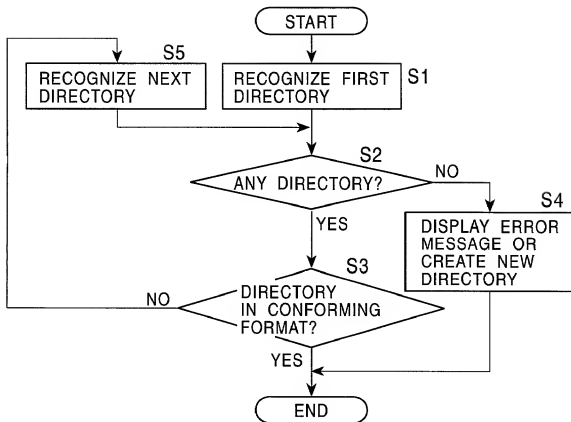 START
S5
RECOGNIZE NEXT
DIRECTORY
S1
RECOGNIZE FIRST
DIRECTORY
S2
ANY DIRECTORY?
NO
YES
S4
DISPLAY ERROR
MESSAGE OR
CREATE NEW
DIRECTORY
S3
DIRECTORY
IN CONFORMING
FORMAT?
NO
YES
END